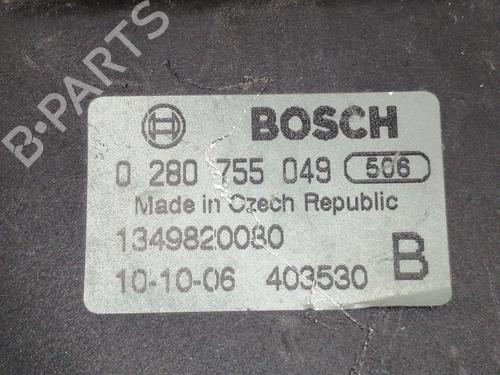 B-PARTS
BOSCH
0 280 755 049 506
Made in Czech Republic
1349820080
10-10-06 403530 B